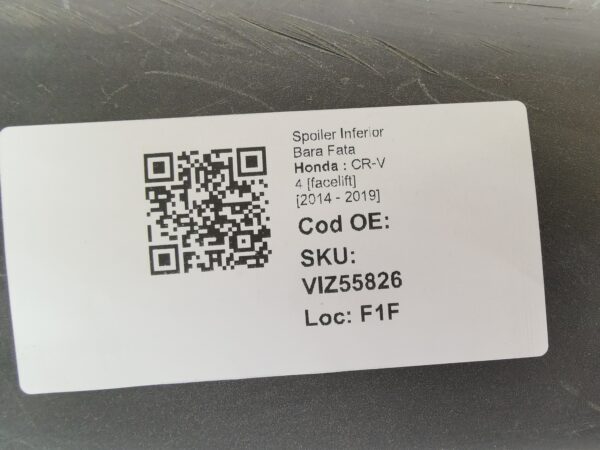 Spoiler Inferior
Bara Fata
Honda : CR-V
4 [facelift]
[2014 - 2019]
Cod OE:
SKU:
VIZ55826
Loc: F1F